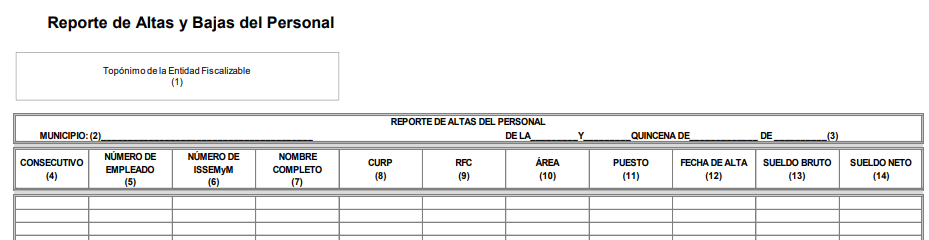 Reporte de Altas y Bajas del Personal
Topónimo de la Entidad Fiscalizable
(1)
REPORTE DE ALTAS DEL PERSONAL
MUNICIPIO: (2)________________________________________ DE LA_________Y_________QUINCENA DE_____________ DE __________(3)
CONSECUTIVO (4)
NÚMERO DE EMPLEADO (5)
NÚMERO DE ISSEMyM (6)
NOMBRE COMPLETO (7)
CURP (8)
RFC (9)
ÁREA (10)
PUESTO (11)
FECHA DE ALTA (12)
SUELDO BRUTO (13)
SUELDO NETO (14)